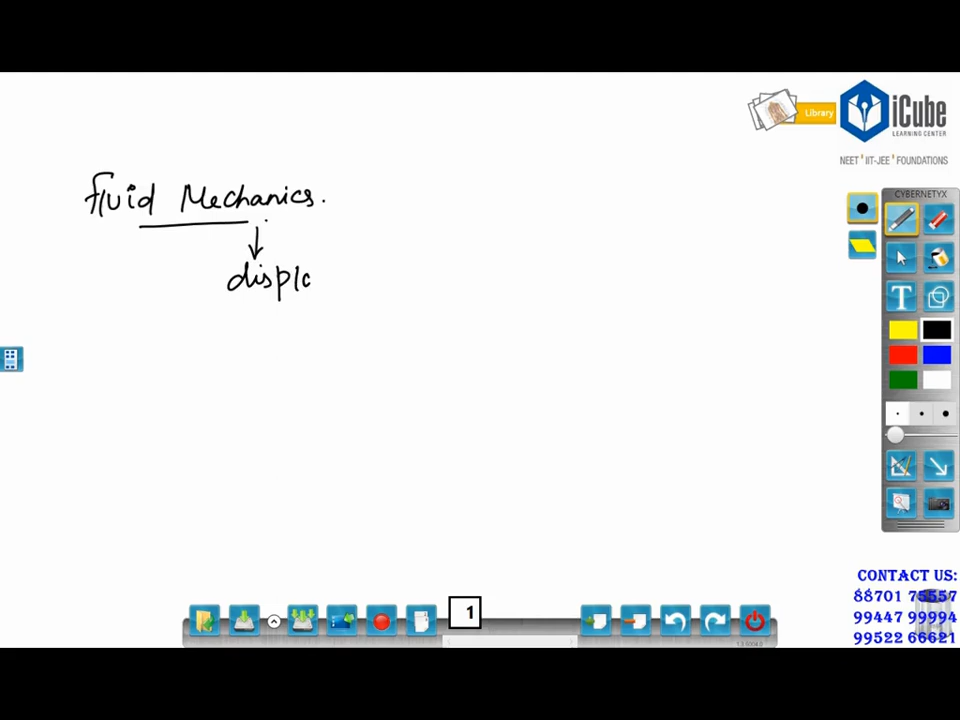 Library
iCube
LEARNING CENTER
NEET ' IIT-JEE ' FOUNDATIONS
Fluid Mechanics.
displc
CYBERNETYX
T
1
CONTACT US:
88701 75557
99447 99994
99522 66621